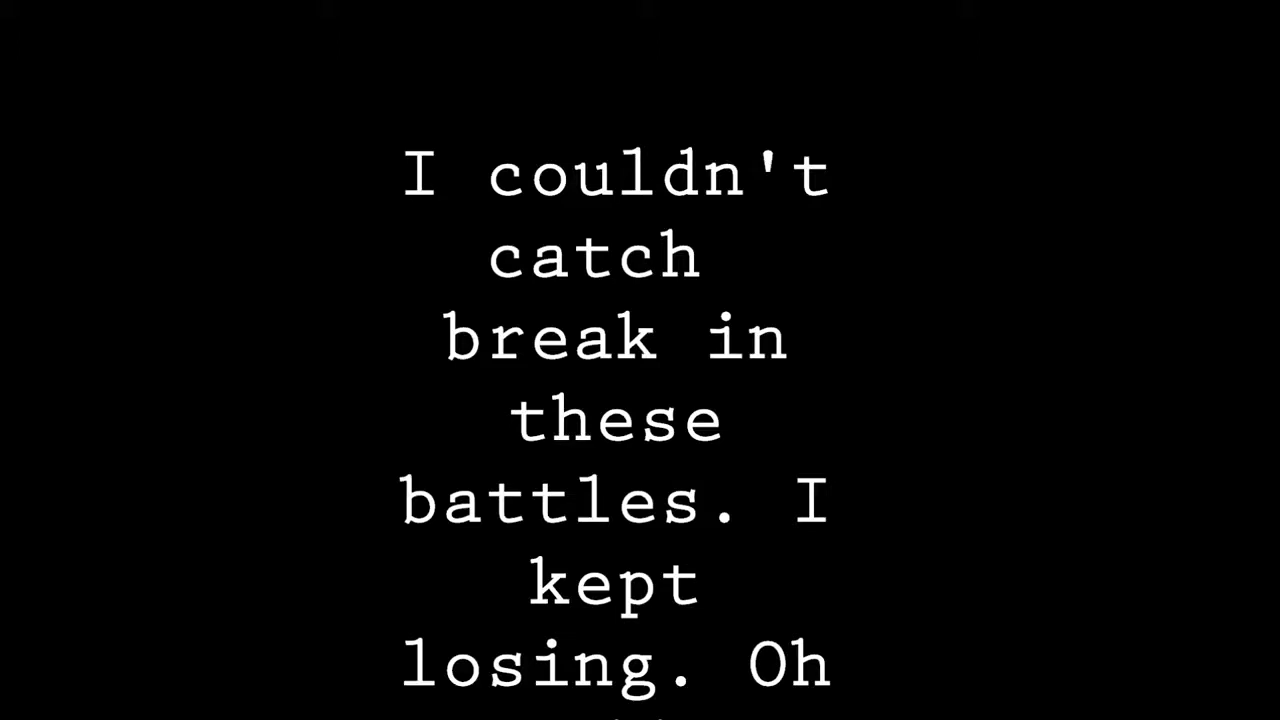 I couldn't
catch
break in
these
battles. I
kept
losing. Oh